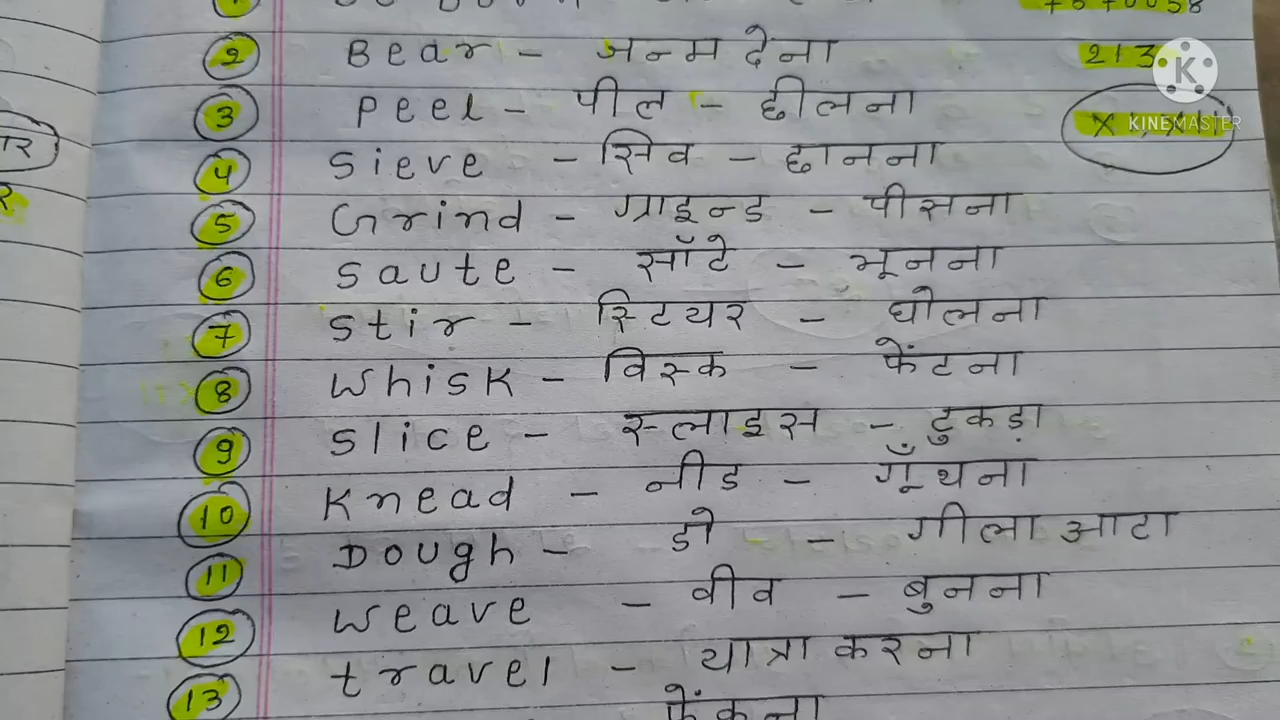 2 Bear - जन्म देना 213
3 Peel - पील - छीलना
KINEMASTER
4 Sieve - सिव - छानना
5 Grind - ग्राइन्ड - पीसना
6 Saute - सॉटे - भूनना
7 Stir - स्टियर - घोलना
8 Whisk - विस्क - फेंटना
9 Slice - स्लाइस - टुकड़ा
10 Knead - नीड - गूँथना
11 Dough - डो - गीला आटा
12 Weave - वीव - बुनना
13 travel - यात्रा करना
फेंकना